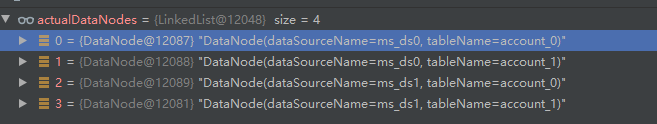 actualDataNodes = {LinkedList@12048} size = 4
0 = {DataNode@12087} "DataNode(dataSourceName=ms_ds0, tableName=account_0)"
1 = {DataNode@12088} "DataNode(dataSourceName=ms_ds0, tableName=account_1)"
2 = {DataNode@12089} "DataNode(dataSourceName=ms_ds1, tableName=account_0)"
3 = {DataNode@12081} "DataNode(dataSourceName=ms_ds1, tableName=account_1)"